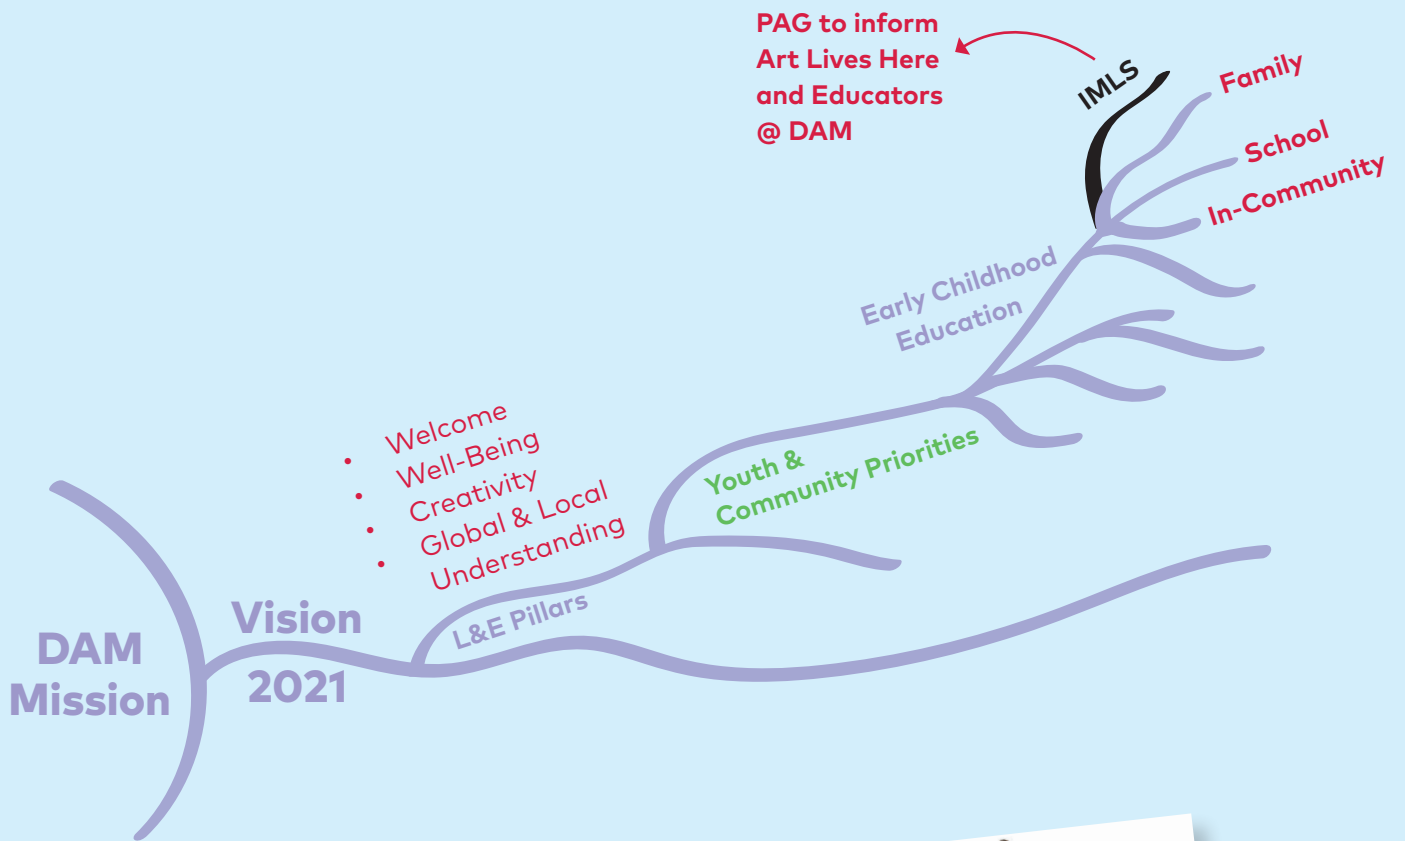 PAG to inform
Art Lives Here
and Educators
@ DAM
IMLS
Family
School
In-Community
Early Childhood
Education
• Welcome
• Well-Being
• Creativity
• Global & Local
Understanding
Youth &
Community Priorities
L&E Pillars
Vision
2021
DAM
Mission